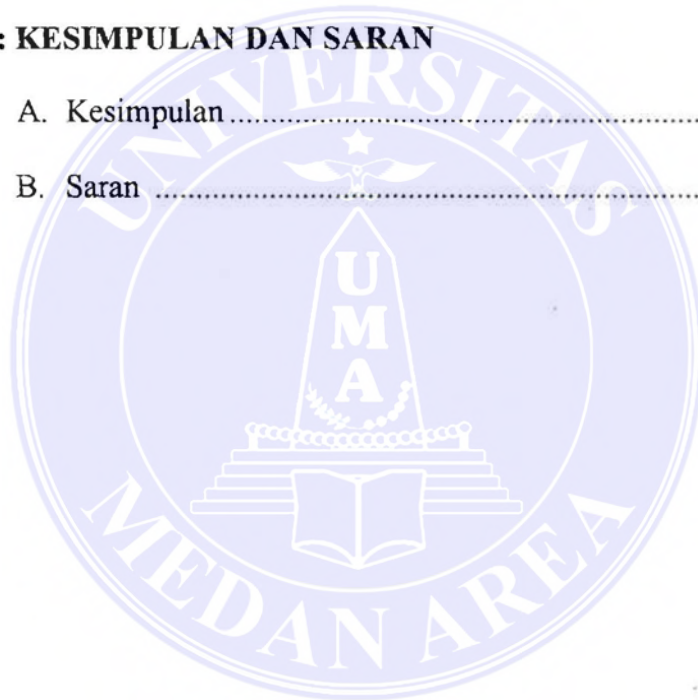 : KESIMPULAN DAN SARAN
A. Kesimpulan ................................................................
B. Saran ..........................................................................
UNIVERSITAS
U
M
A
MEDAN AREA